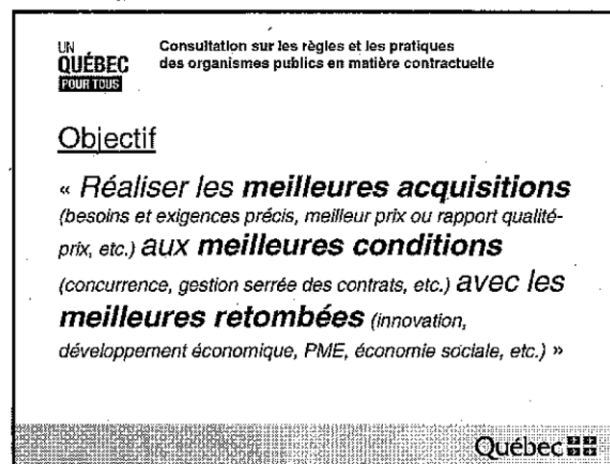 UN
QUÉBEC
POUR TOUS
Consultation sur les règles et les pratiques
des organismes publics en matière contractuelle
Objectif
« Réaliser les meilleures acquisitions
(besoins et exigences précis, meilleur prix ou rapport qualité-
prix, etc.) aux meilleures conditions
(concurrence, gestion serrée des contrats, etc.) avec les
meilleures retombées (innovation,
développement économique, PME, économie sociale, etc.) »
Québec